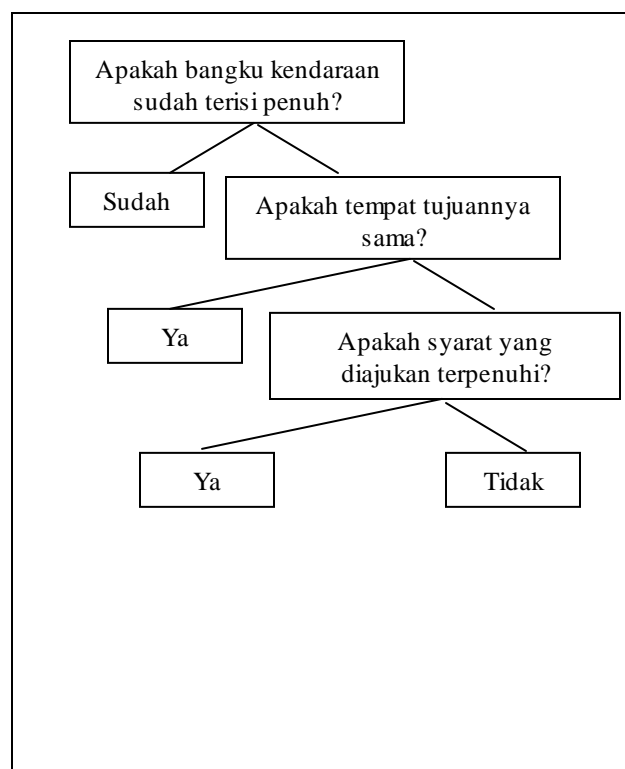 Apakah bangku kendaraan
sudah terisi penuh?
Sudah
Apakah tempat tujuannya
sama?
Ya
Apakah syarat yang
diajukan terpenuhi?
Ya
Tidak